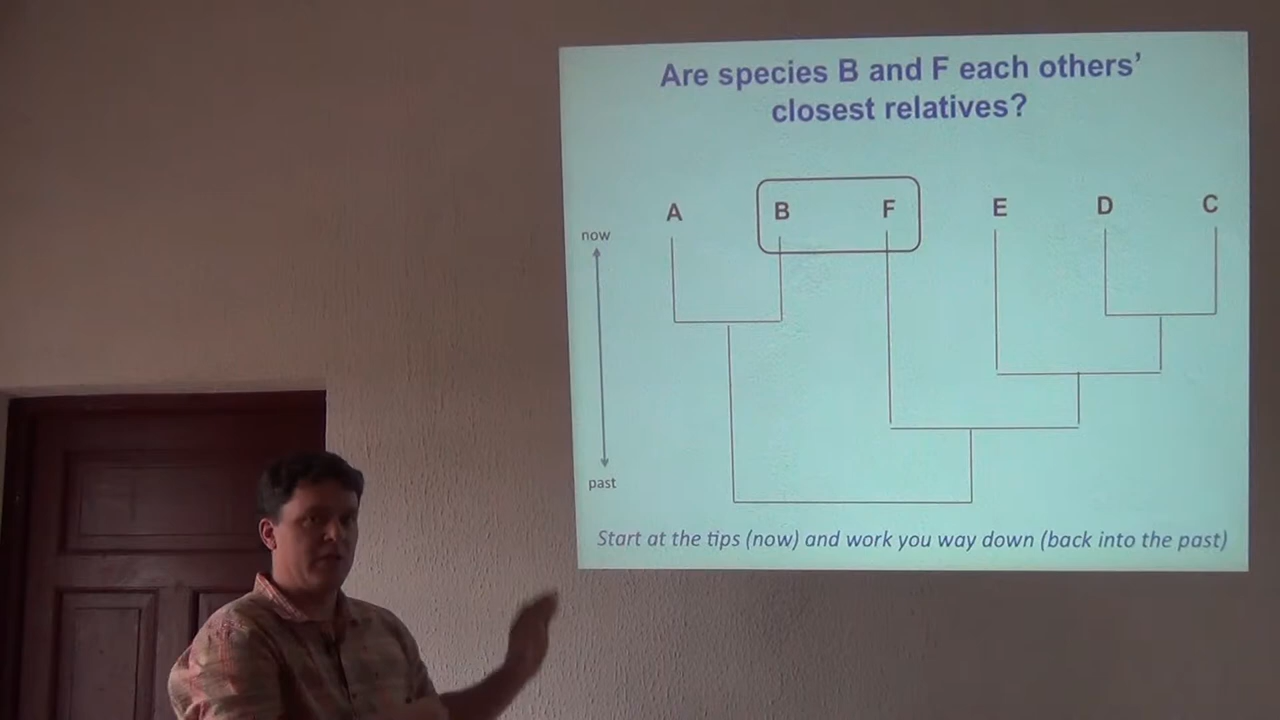 Are species B and F each others'
closest relatives?
A B F E D C
now
past
Start at the tips (now) and work you way down (back into the past)